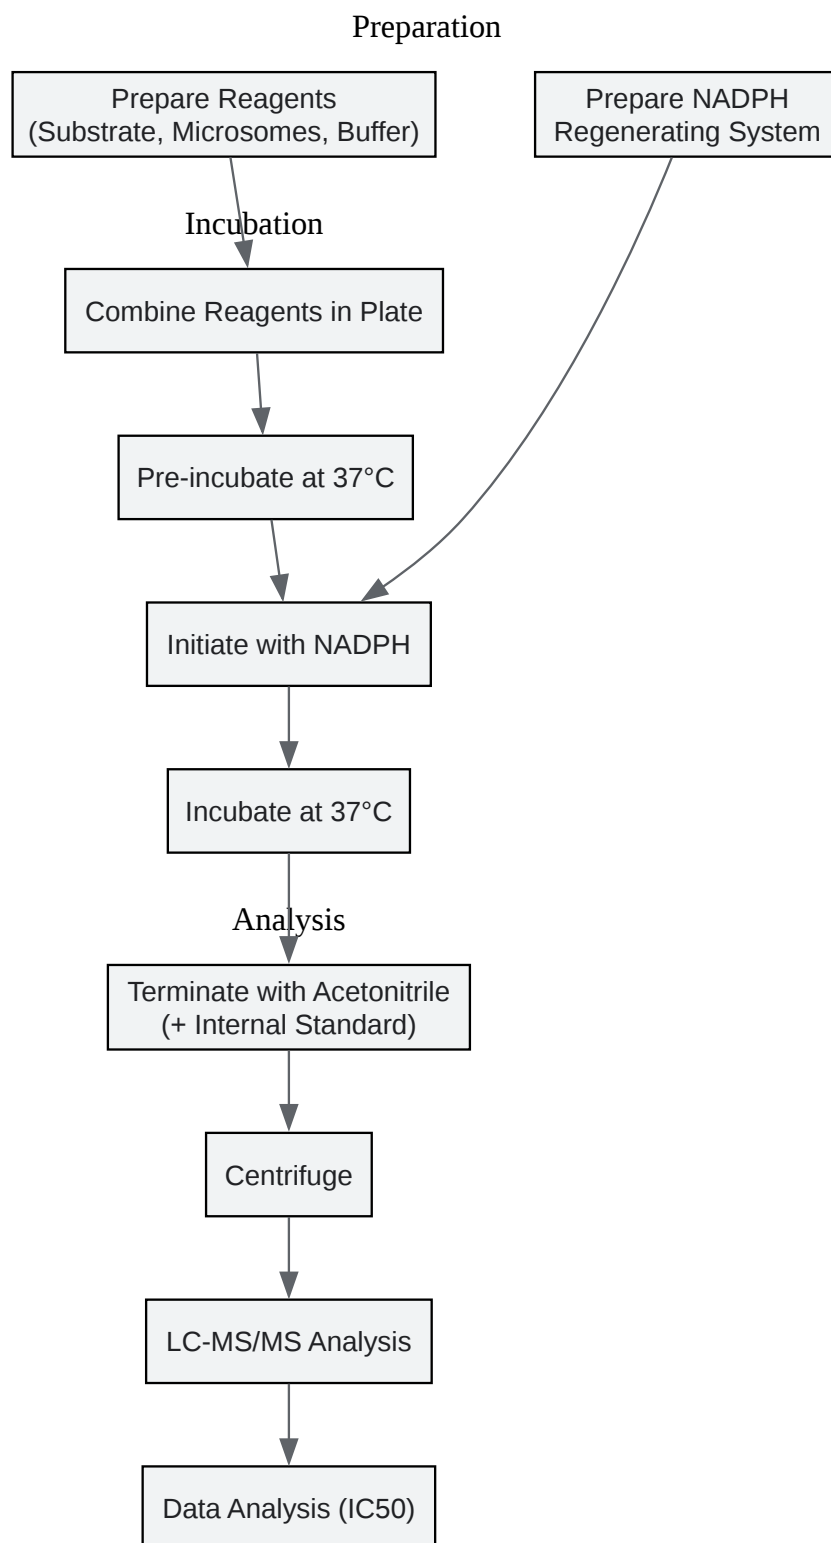 Preparation
Prepare Reagents
(Substrate, Microsomes, Buffer)
Prepare NADPH
Regenerating System
Incubation
Combine Reagents in Plate
Pre-incubate at 37°C
Initiate with NADPH
Incubate at 37°C
Analysis
Terminate with Acetonitrile
(+ Internal Standard)
Centrifuge
LC-MS/MS Analysis
Data Analysis (IC50)